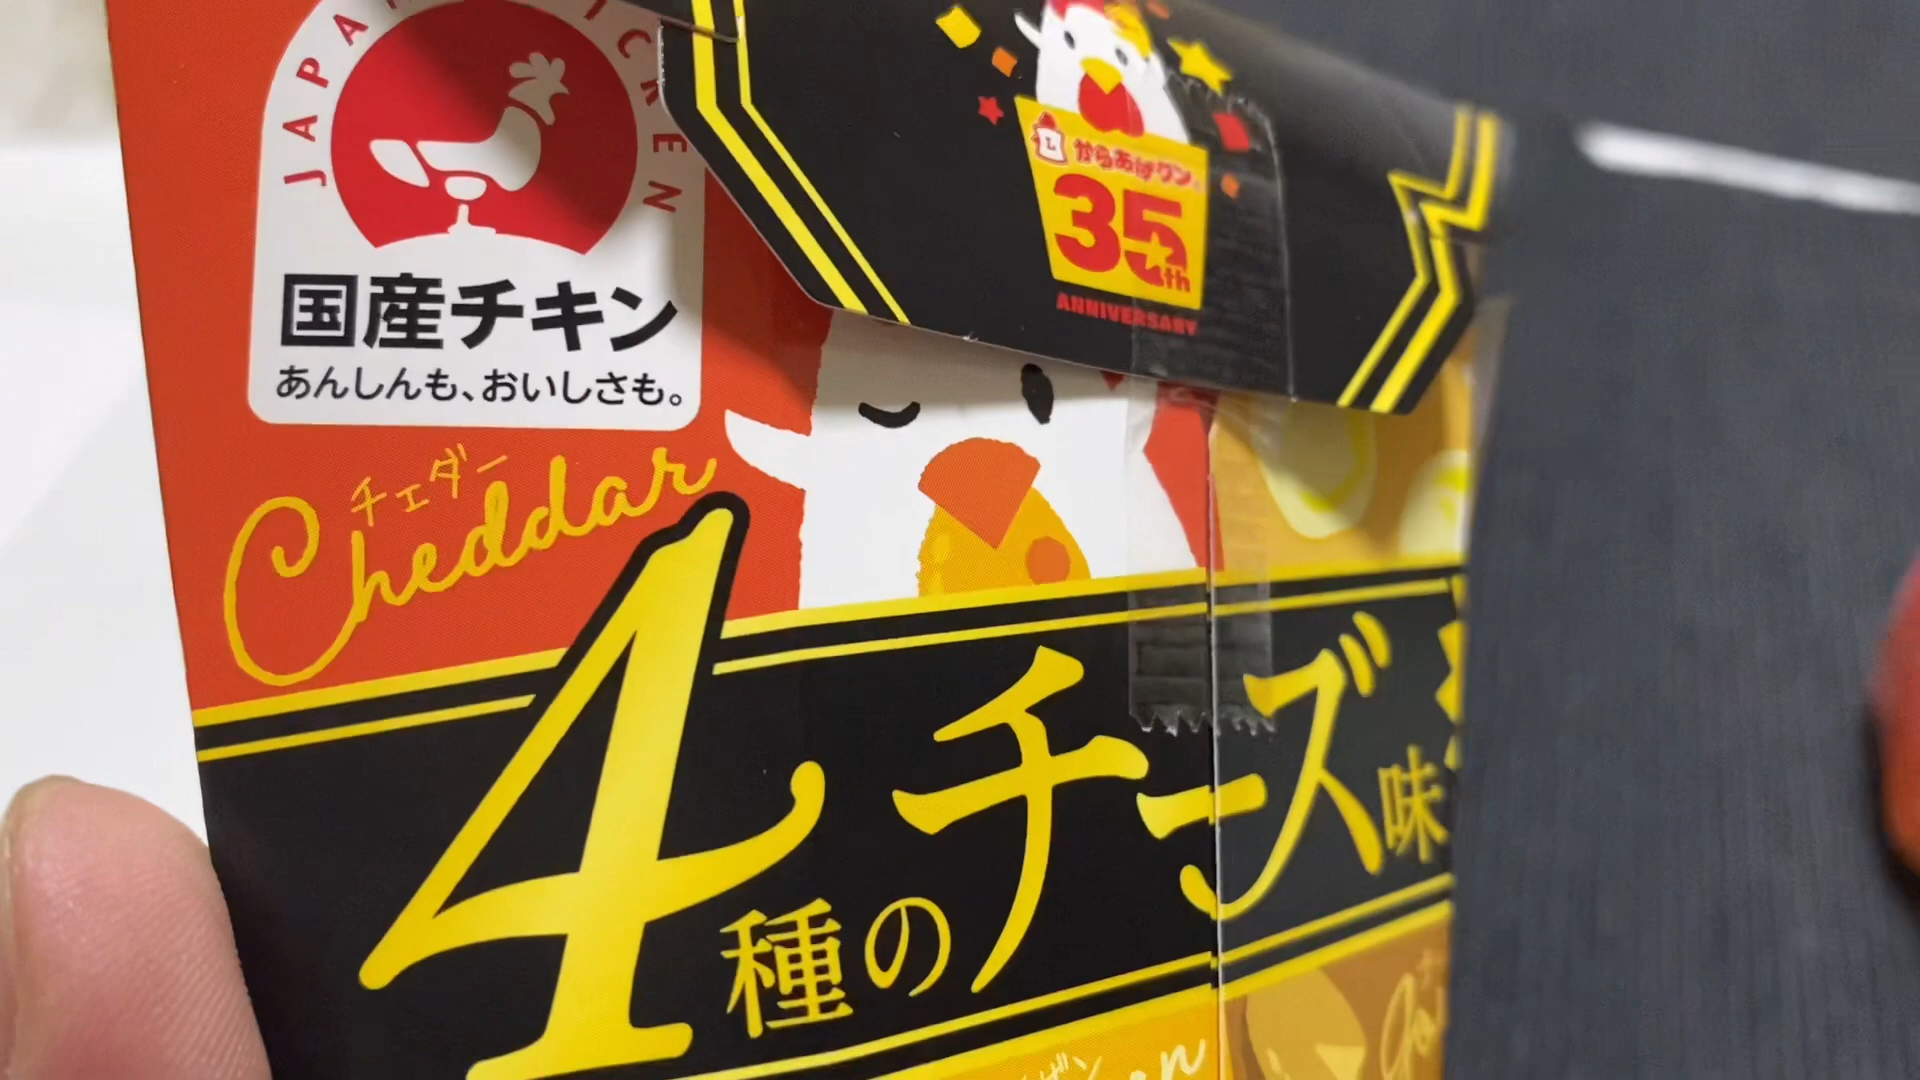 JAPAN CHICKEN
国産チキン
あんしんも、おいしさも。
L からあげクン®
35th
ANNIVERSARY
チェダー
Cheddar
4種のチーズ味